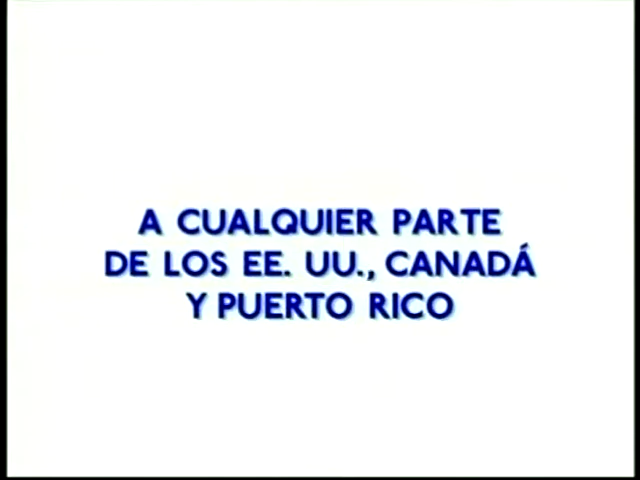 A CUALQUIER PARTE
DE LOS EE. UU., CANADÁ
Y PUERTO RICO